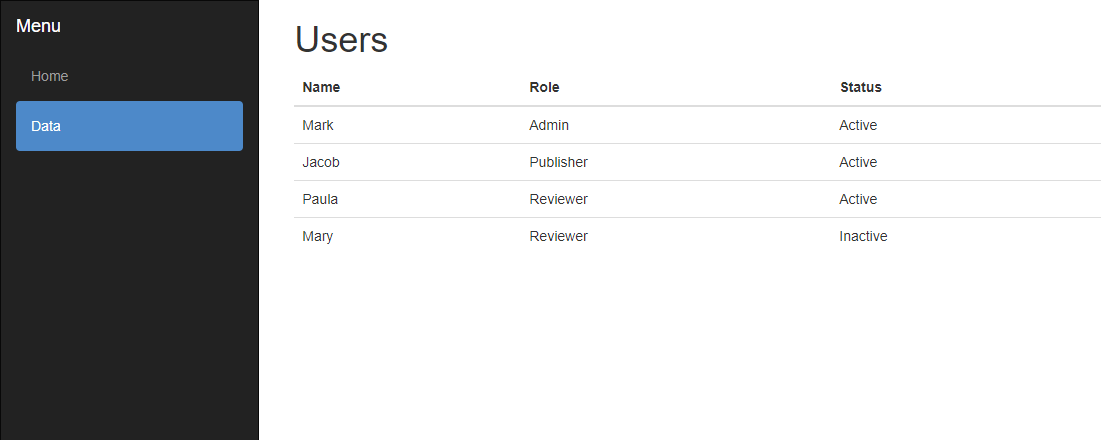 Menu
Home
Data
Users
Name Role Status
Mark Admin Active
Jacob Publisher Active
Paula Reviewer Active
Mary Reviewer Inactive